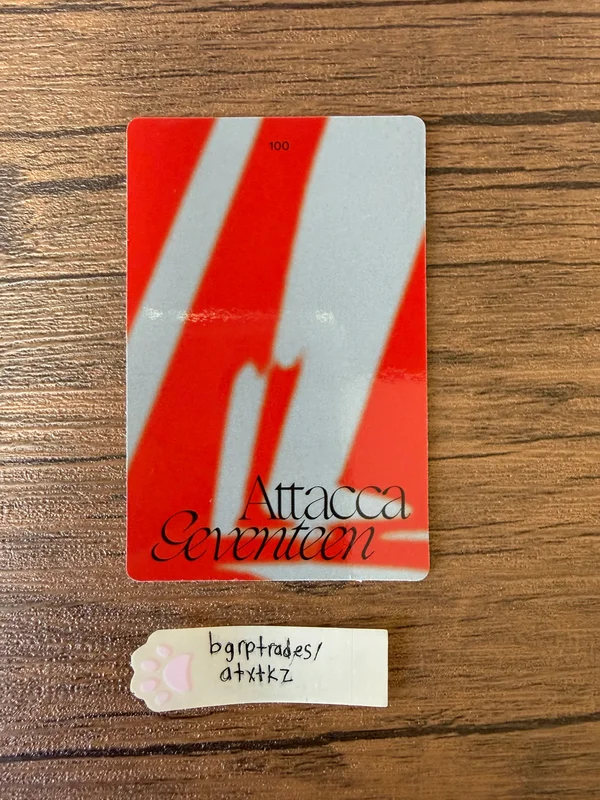 100
Attacca
Seventeen
bgrptrades/
atxtkz